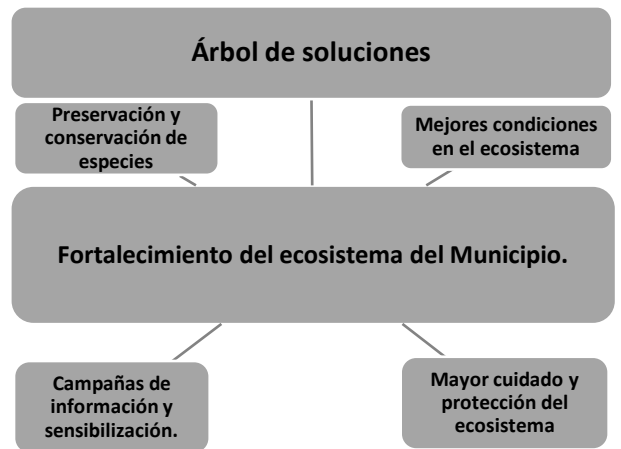 Árbol de soluciones
Preservación y
conservación de
especies
Mejores condiciones
en el ecosistema
Fortalecimiento del ecosistema del Municipio.
Campañas de
información y
sensibilización.
Mayor cuidado y
protección del
ecosistema